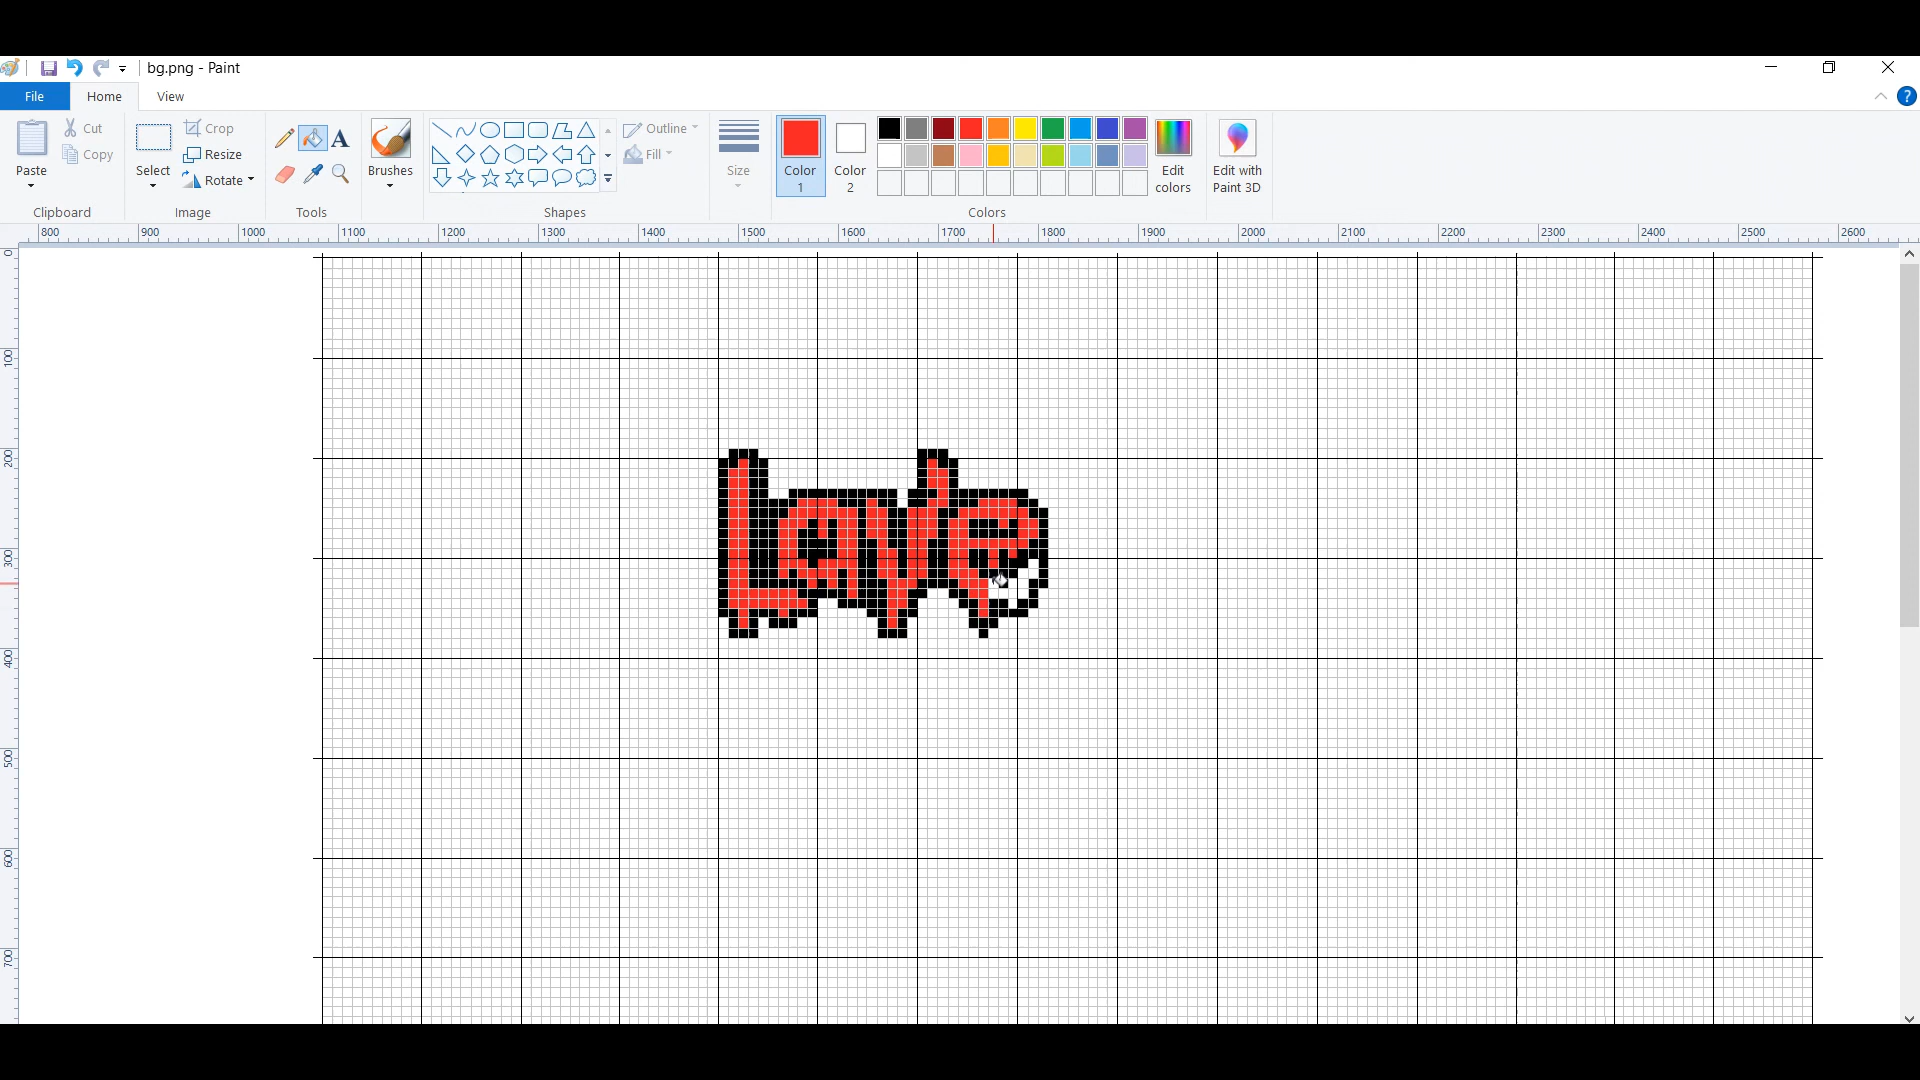 bg.png - Paint
File Home View ?
Paste
Cut
Copy
Clipboard
Select
Crop
Resize
Rotate
Image
A
Tools
Brushes
Shapes
Outline
Fill
Size
Color 1
Color 2
Colors
Edit colors
Edit with Paint 3D
800 900 1000 1100 1200 1300 1400 1500 1600 1700 1800 1900 2000 2100 2200 2300 2400 2500 2600
0
100
200
300
400
500
600
700
Love